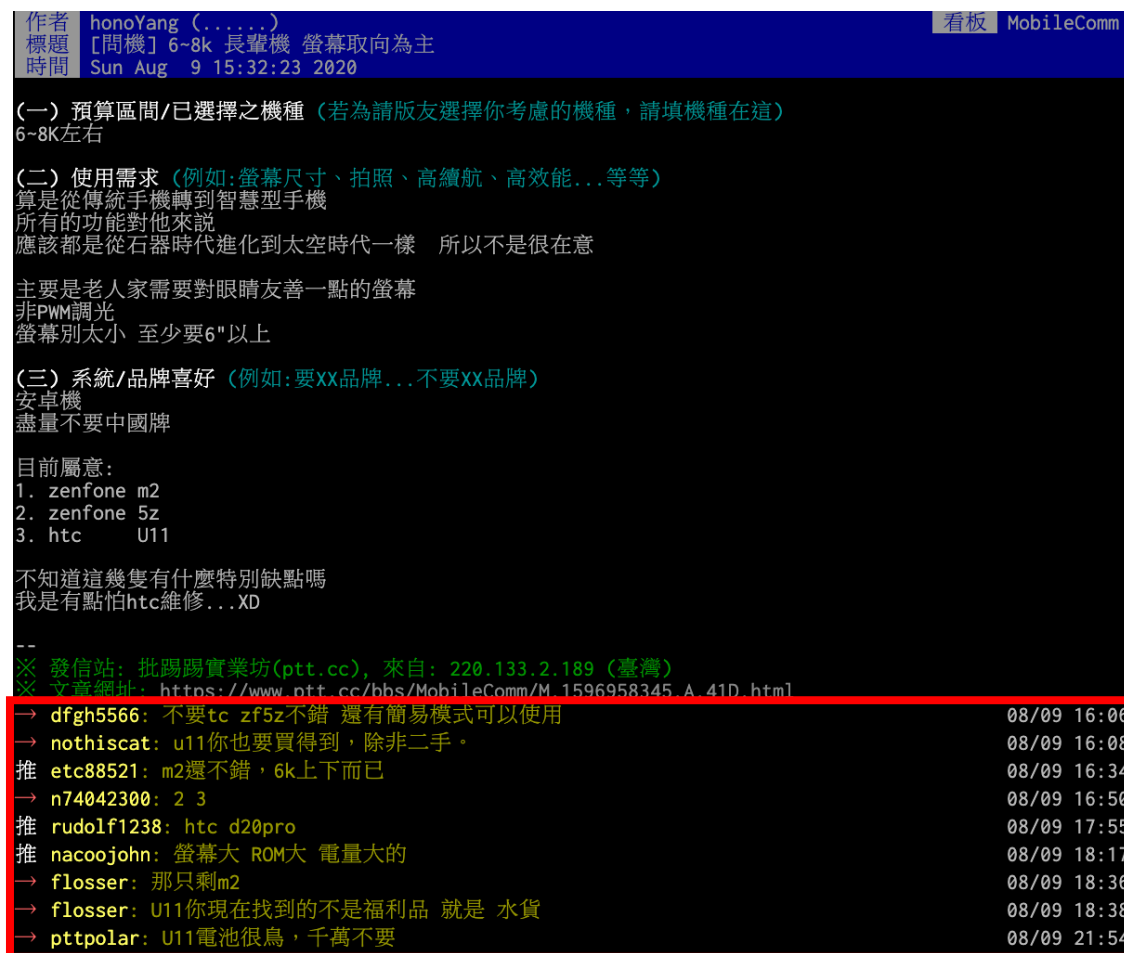 作者 honoYang (......) 看板 MobileComm
標題 [問機] 6~8k 長輩機 螢幕取向為主
時間 Sun Aug 9 15:32:23 2020
(一) 預算區間/已選擇之機種 (若為請版友選擇你考慮的機種，請填機種在這)
6~8K左右
(二) 使用需求 (例如:螢幕尺寸、拍照、高續航、高效能...等等)
算是從傳統手機轉到智慧型手機
所有的功能對他來説
應該都是從石器時代進化到太空時代一樣 所以不是很在意
主要是老人家需要對眼睛友善一點的螢幕
非PWM調光
螢幕別太小 至少要6"以上
(三) 系統/品牌喜好 (例如:要XX品牌...不要XX品牌)
安卓機
盡量不要中國牌
目前屬意:
1. zenfone m2
2. zenfone 5z
3. htc U11
不知道這幾隻有什麼特別缺點嗎
我是有點怕htc維修...XD
--
※ 發信站: 批踢踢實業坊(ptt.cc), 來自: 220.133.2.189 (臺灣)
※ 文章網址: https://www.ptt.cc/bbs/MobileComm/M.1596958345.A.41D.html
→ dfgh5566: 不要tc zf5z不錯 還有簡易模式可以使用 08/09 16:06
→ nothiscat: u11你也要買得到，除非二手。 08/09 16:08
推 etc88521: m2還不錯，6k上下而已 08/09 16:34
→ n74042300: 2 3 08/09 16:50
推 rudolf1238: htc d20pro 08/09 17:55
推 nacoojohn: 螢幕大 ROM大 電量大的 08/09 18:17
→ flosser: 那只剩m2 08/09 18:36
→ flosser: U11你現在找到的不是福利品 就是 水貨 08/09 18:38
→ pttpolar: U11電池很鳥，千萬不要 08/09 21:54